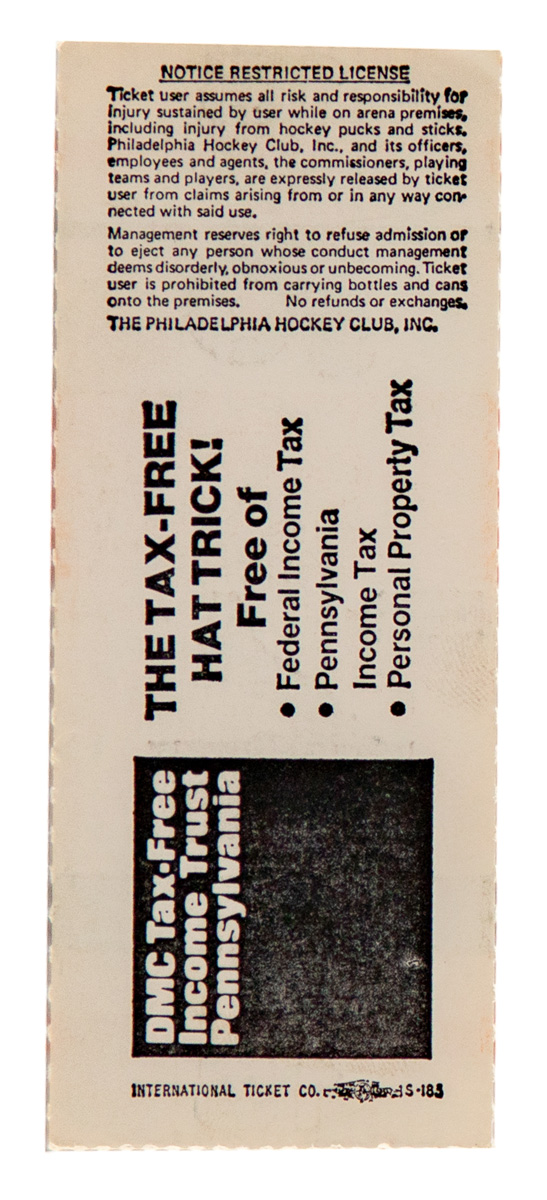 NOTICE RESTRICTED LICENSE
Ticket user assumes all risk and responsibility for
injury sustained by user while on arena premises,
including injury from hockey pucks and sticks.
Philadelphia Hockey Club, Inc., and its officers,
employees and agents, the commissioners, playing
teams and players, are expressly released by ticket
user from claims arising from or in any way con-
nected with said use.
Management reserves right to refuse admission or
to eject any person whose conduct management
deems disorderly, obnoxious or unbecoming. Ticket
user is prohibited from carrying bottles and cans
onto the premises. No refunds or exchanges.
THE PHILADELPHIA HOCKEY CLUB, INC.
THE TAX-FREE
HAT TRICK!
Free of
• Federal Income Tax
• Pennsylvania
Income Tax
• Personal Property Tax
DMC Tax-Free
Income Trust
Pennsylvania
INTERNATIONAL TICKET CO. S-185